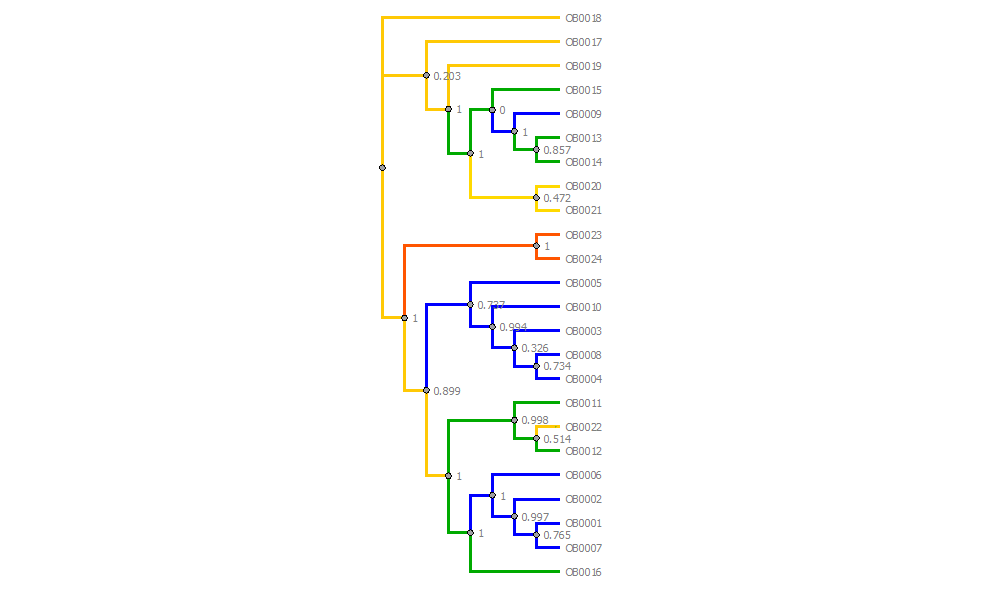 OB0018
OB0017
OB0019
0.203
OB0015
1
0
OB0009
1
OB0013
0.857
1
OB0014
OB0020
0.472
OB0021
OB0023
1
OB0024
OB0005
0.737
OB0010
1
0.994
OB0003
0.326
OB0008
0.734
OB0004
0.899
OB0011
0.998
OB0022
0.514
OB0012
1
OB0006
1
OB0002
0.997
OB0001
1
0.765
OB0007
OB0016